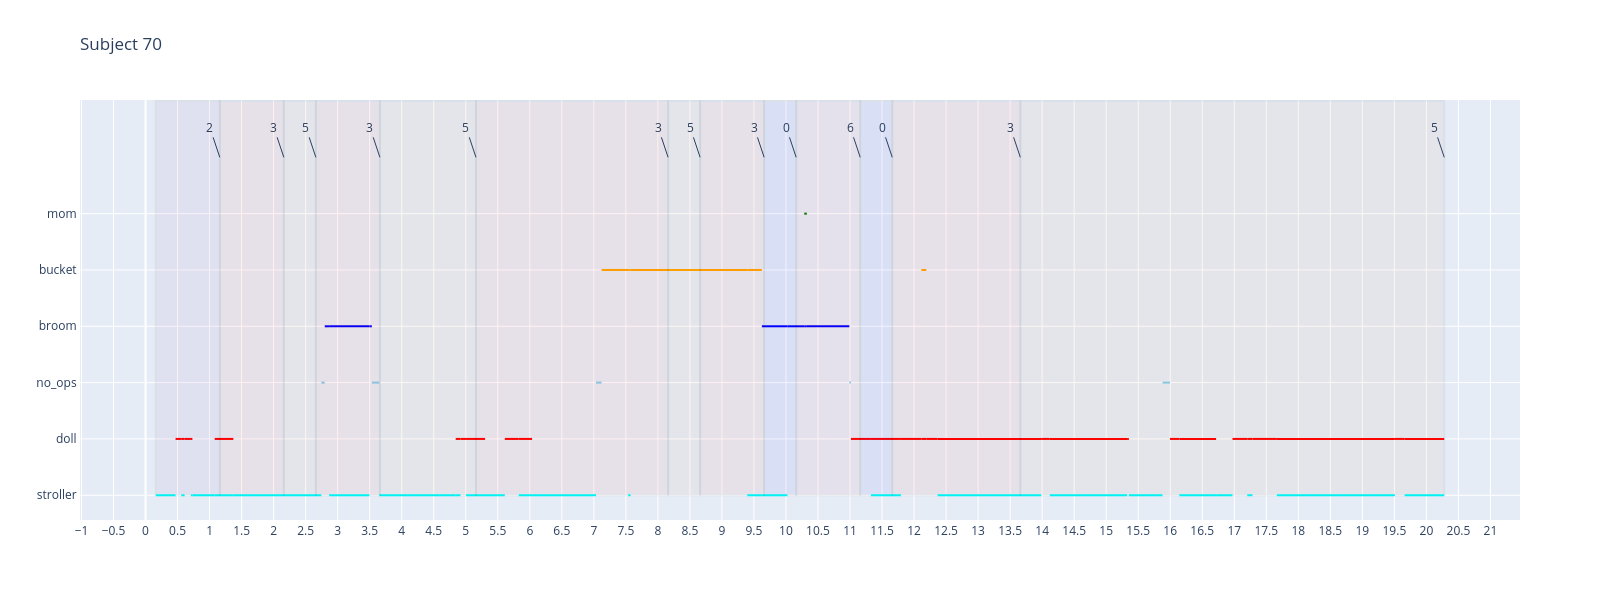 Subject 70
2 3 5 3 5 3 5 3 0 6 0 3 5
mom
bucket
broom
no_ops
doll
stroller
−1 −0.5 0 0.5 1 1.5 2 2.5 3 3.5 4 4.5 5 5.5 6 6.5 7 7.5 8 8.5 9 9.5 10 10.5 11 11.5 12 12.5 13 13.5 14 14.5 15 15.5 16 16.5 17 17.5 18 18.5 19 19.5 20 20.5 21